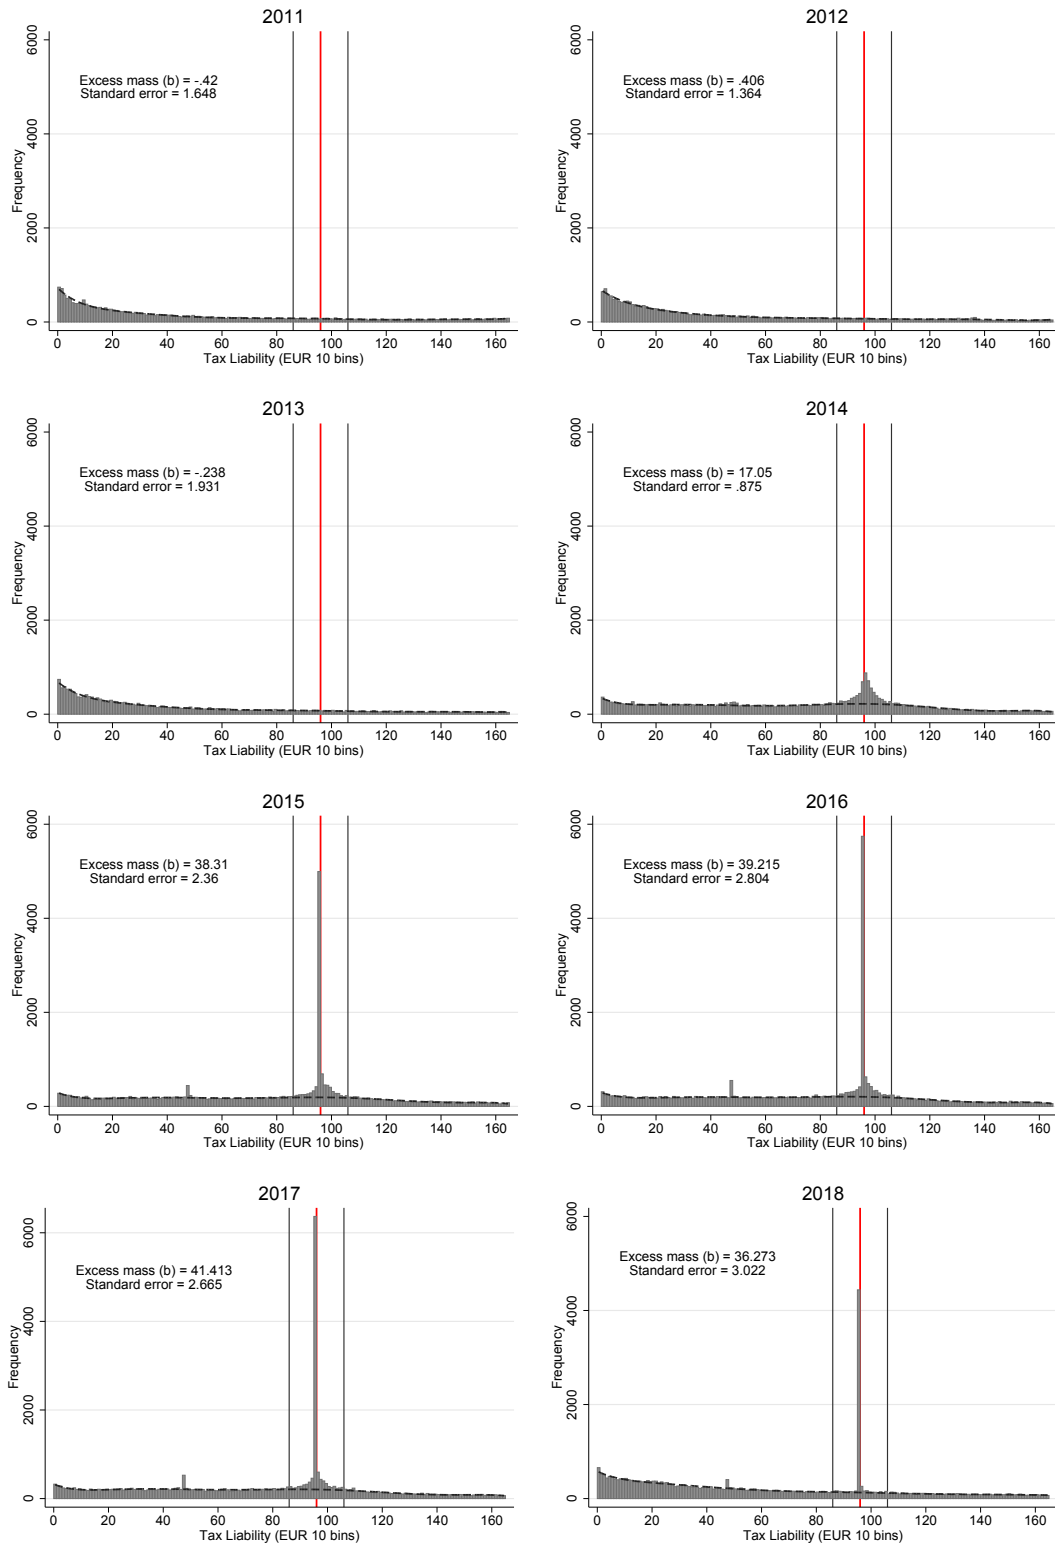 2011
Excess mass (b) = -.42
Standard error = 1.648
Frequency
0 2000 4000 6000
0 20 40 60 80 100 120 140 160
Tax Liability (EUR 10 bins)
2012
Excess mass (b) = .406
Standard error = 1.364
Frequency
0 2000 4000 6000
0 20 40 60 80 100 120 140 160
Tax Liability (EUR 10 bins)
2013
Excess mass (b) = -.238
Standard error = 1.931
Frequency
0 2000 4000 6000
0 20 40 60 80 100 120 140 160
Tax Liability (EUR 10 bins)
2014
Excess mass (b) = 17.05
Standard error = .875
Frequency
0 2000 4000 6000
0 20 40 60 80 100 120 140 160
Tax Liability (EUR 10 bins)
2015
Excess mass (b) = 38.31
Standard error = 2.36
Frequency
0 2000 4000 6000
0 20 40 60 80 100 120 140 160
Tax Liability (EUR 10 bins)
2016
Excess mass (b) = 39.215
Standard error = 2.804
Frequency
0 2000 4000 6000
0 20 40 60 80 100 120 140 160
Tax Liability (EUR 10 bins)
2017
Excess mass (b) = 41.413
Standard error = 2.665
Frequency
0 2000 4000 6000
0 20 40 60 80 100 120 140 160
Tax Liability (EUR 10 bins)
2018
Excess mass (b) = 36.273
Standard error = 3.022
Frequency
0 2000 4000 6000
0 20 40 60 80 100 120 140 160
Tax Liability (EUR 10 bins)